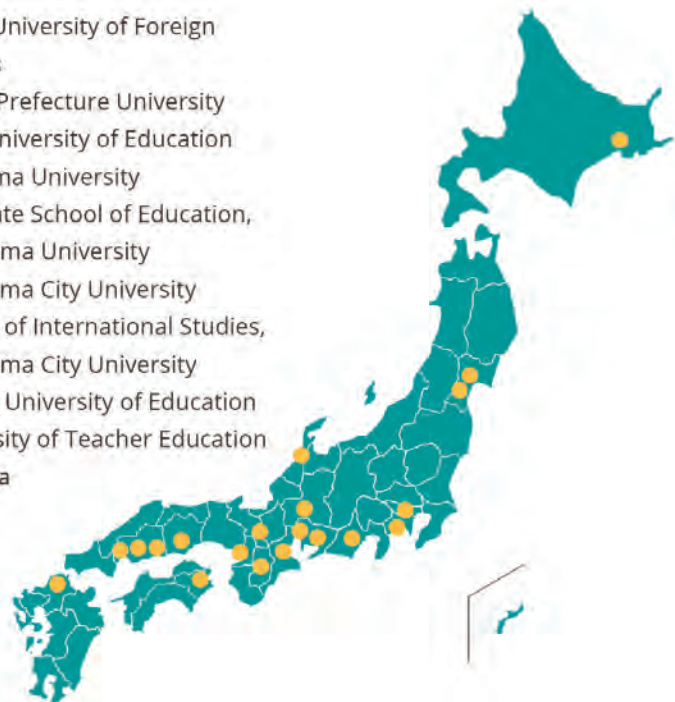 University of Foreign
Prefecture University
niversity of Education
ma University
ate School of Education,
ma University
ma City University
of International Studies,
ma City University
University of Education
sity of Teacher Education
a